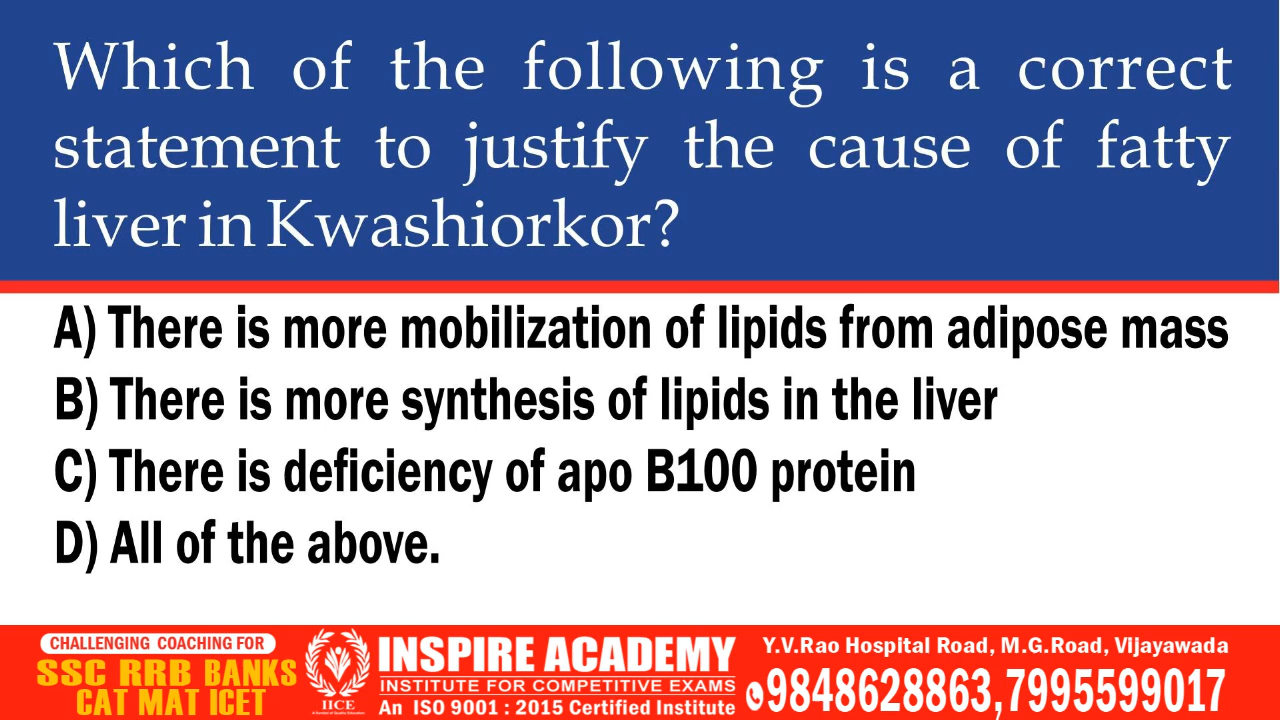 Which of the following is a correct
statement to justify the cause of fatty
liver in Kwashiorkor?
A) There is more mobilization of lipids from adipose mass
B) There is more synthesis of lipids in the liver
C) There is deficiency of apo B100 protein
D) All of the above.
CHALLENGING COACHING FOR
SSC RRB BANKS
CAT MAT ICET
IICE
INSPIRE ACADEMY
INSTITUTE FOR COMPETITIVE EXAMS
An ISO 9001 : 2015 Certified Institute
Y.V.Rao Hospital Road, M.G.Road, Vijayawada
9848628863,7995599017